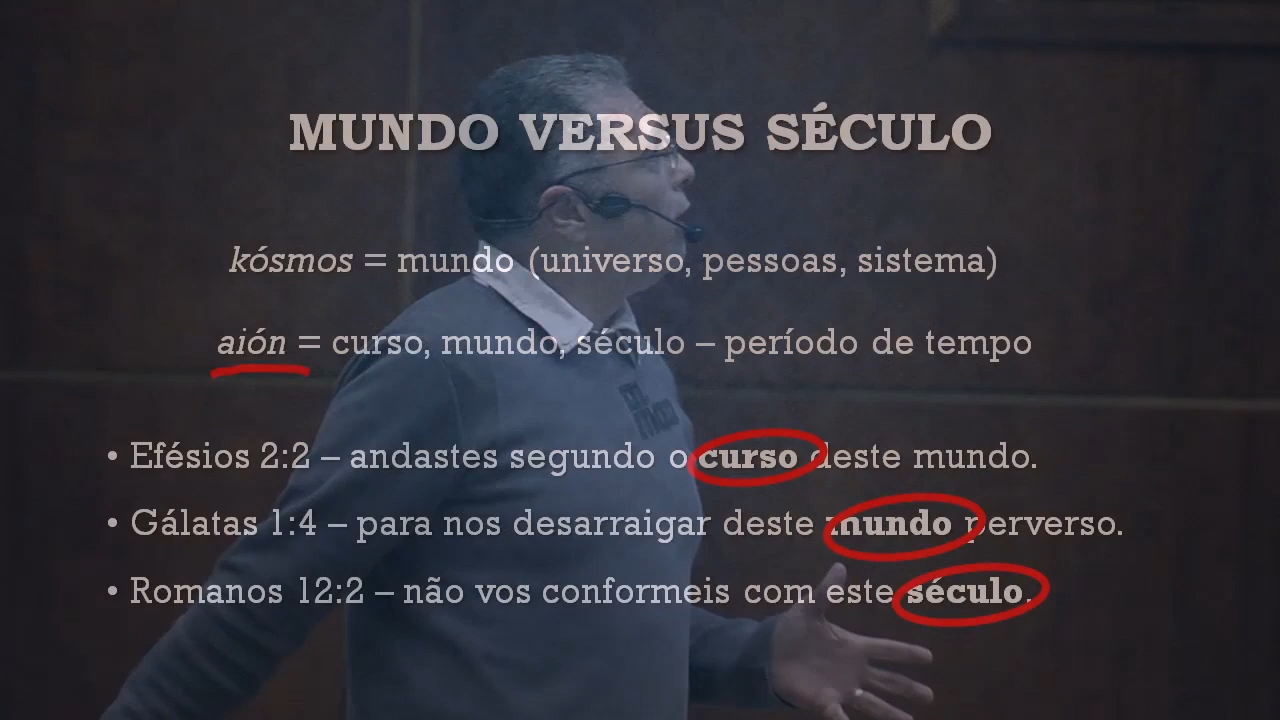 MUNDO VERSUS SÉCULO
kósmos = mundo (universo, pessoas, sistema)
aión = curso, mundo, século – período de tempo
• Efésios 2:2 – andastes segundo o curso deste mundo.
• Gálatas 1:4 – para nos desarraigar deste mundo perverso.
• Romanos 12:2 – não vos conformeis com este século.